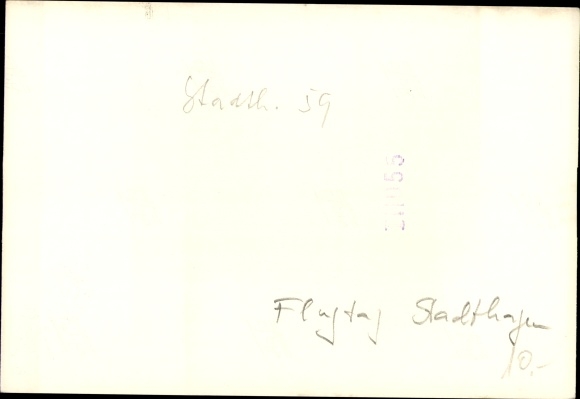 Stadth. 59
Flugtag Stadthagen
10,-